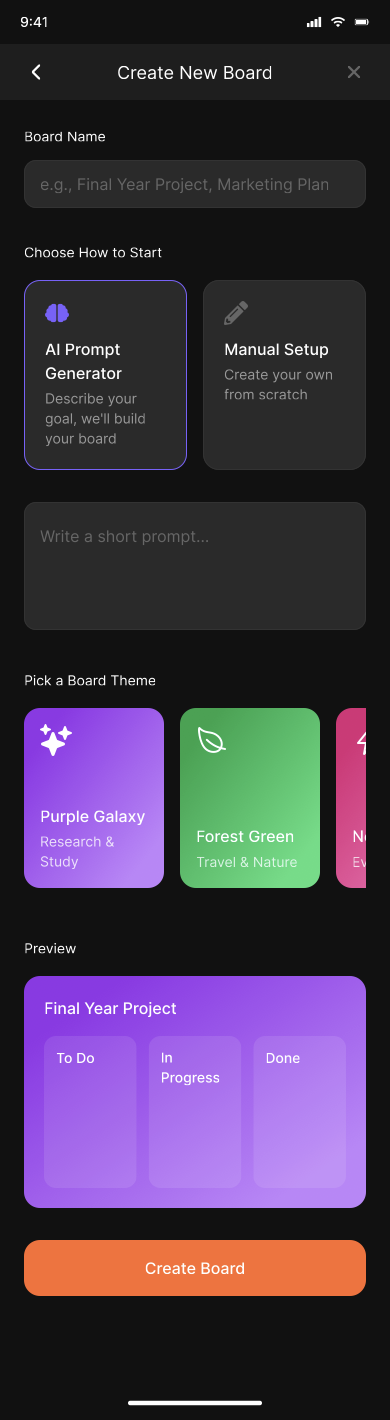 9:41
Create New Board
Board Name
e.g., Final Year Project, Marketing Plan
Choose How to Start
AI Prompt
Generator
Describe your
goal, we'll build
your board
Manual Setup
Create your own
from scratch
Write a short prompt...
Pick a Board Theme
Purple Galaxy
Research &
Study
Forest Green
Travel & Nature
Preview
Final Year Project
To Do
In
Progress
Done
Create Board